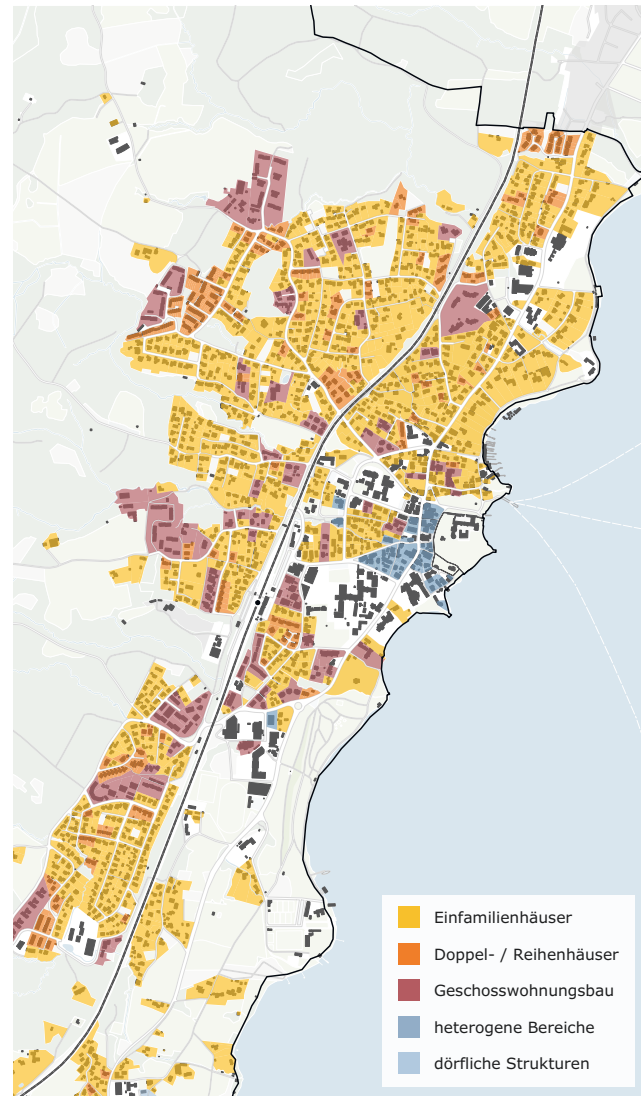 Einfamilienhäuser
Doppel- / Reihenhäuser
Geschosswohnungsbau
heterogene Bereiche
dörfliche Strukturen